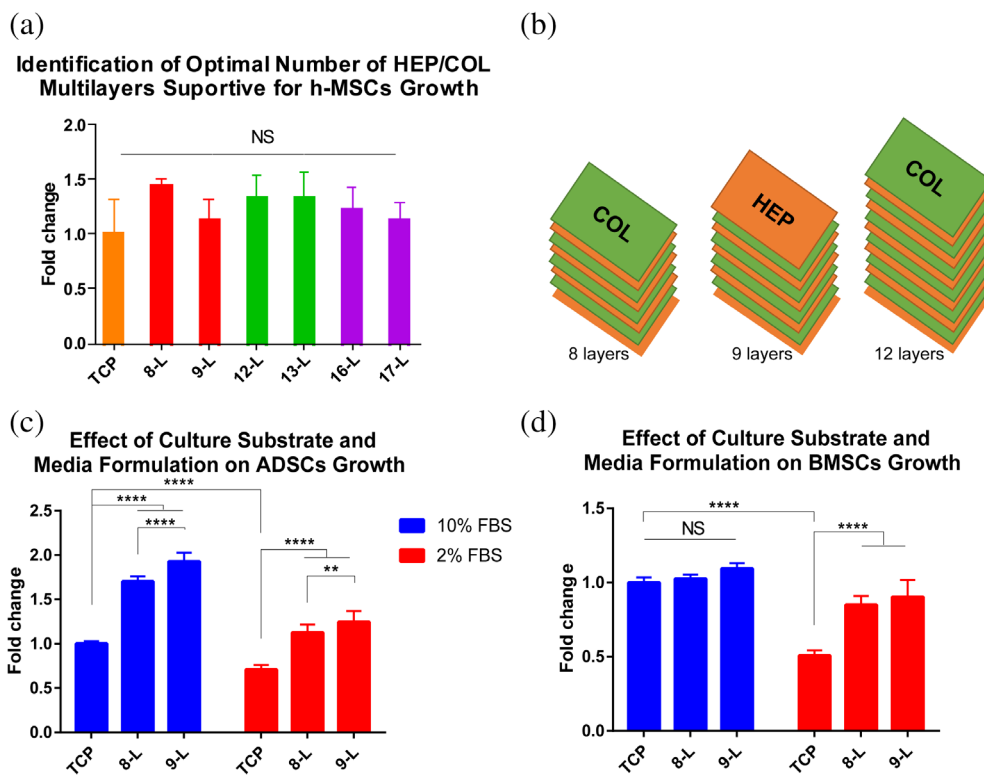 (a)
Identification of Optimal Number of HEP/COL
Multilayers Suportive for h-MSCs Growth
Fold change
2.0
1.5
1.0
0.5
0.0
NS
TCP
8-L
9-L
12-L
13-L
16-L
17-L
(b)
COL
HEP
COL
8 layers
9 layers
12 layers
(c)
Effect of Culture Substrate and
Media Formulation on ADSCs Growth
Fold change
2.5
2.0
1.5
1.0
0.5
0.0
****
****
****
****
**
10% FBS
2% FBS
TCP
8-L
9-L
TCP
8-L
9-L
(d)
Effect of Culture Substrate and
Media Formulation on BMSCs Growth
Fold change
1.5
1.0
0.5
0.0
****
NS
****
TCP
8-L
9-L
TCP
8-L
9-L